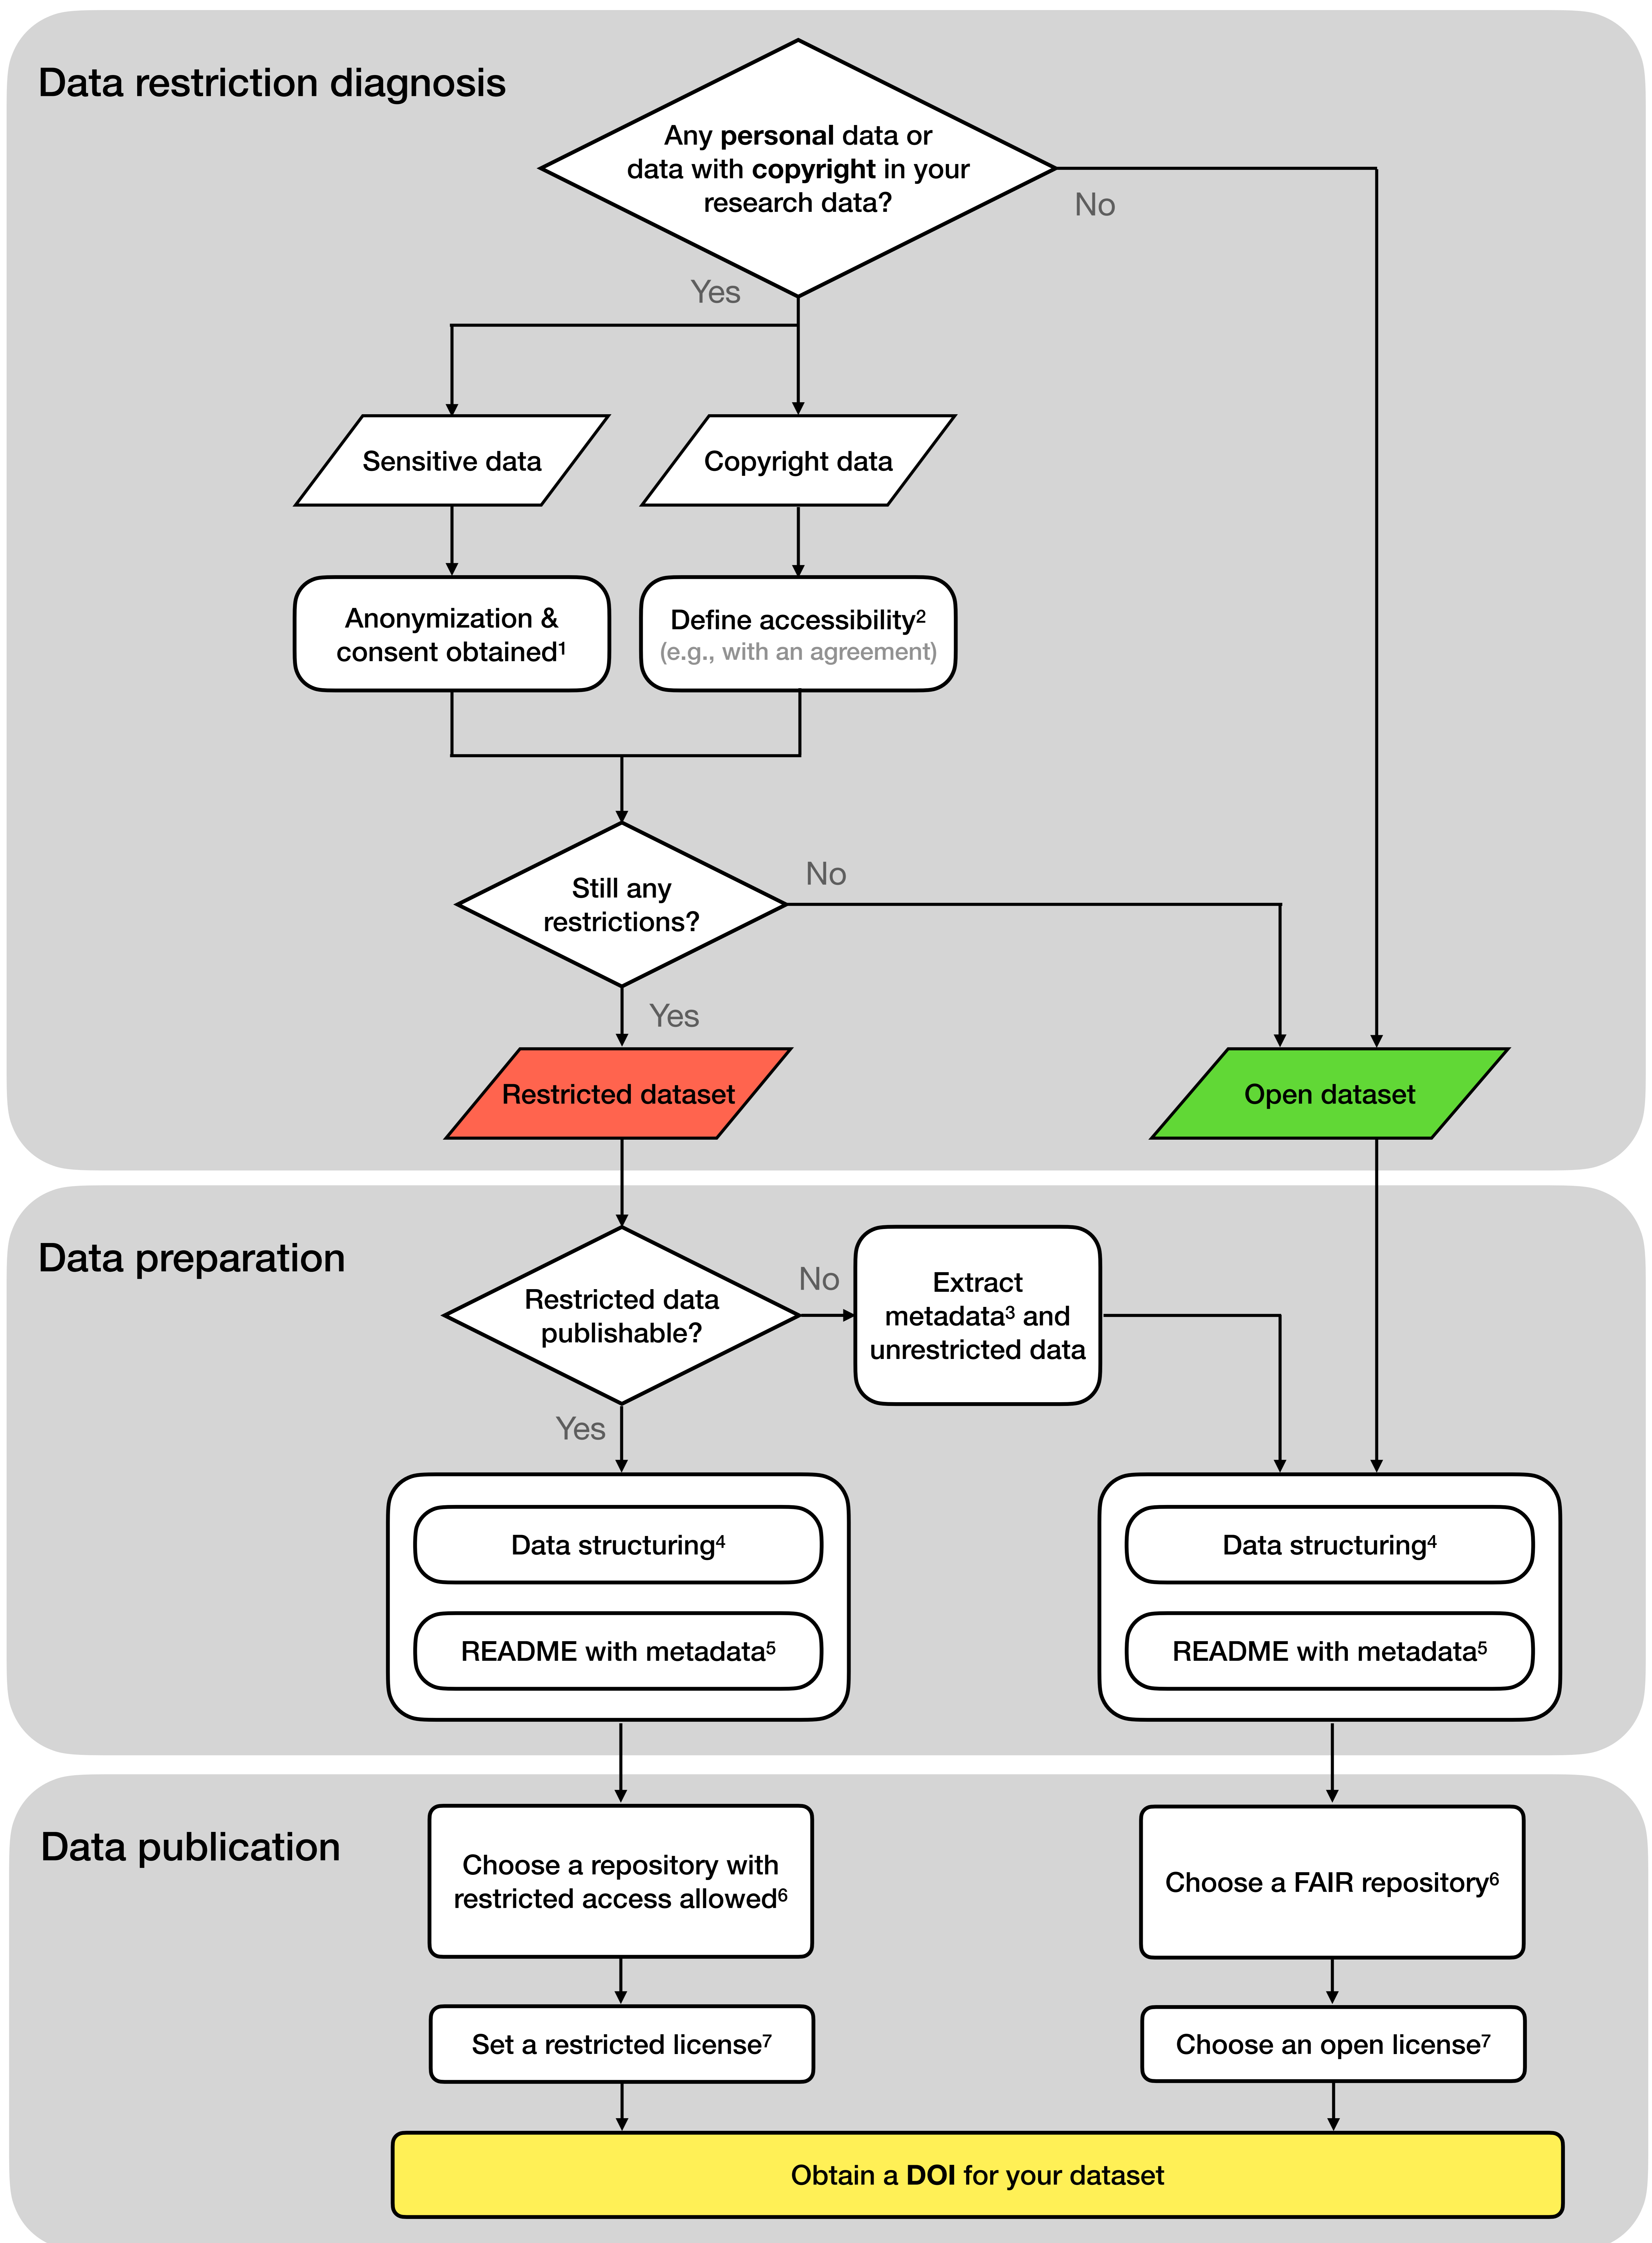 Data restriction diagnosis
Any personal data or
data with copyright in your
research data?
No
Yes
Sensitive data
Copyright data
Anonymization &
consent obtained¹
Define accessibility²
(e.g., with an agreement)
Still any
restrictions?
No
Yes
Restricted dataset
Open dataset
Data preparation
Restricted data
publishable?
No
Extract
metadata³ and
unrestricted data
Yes
Data structuring⁴
README with metadata⁵
Data structuring⁴
README with metadata⁵
Data publication
Choose a repository with
restricted access allowed⁶
Choose a FAIR repository⁶
Set a restricted license⁷
Choose an open license⁷
Obtain a DOI for your dataset